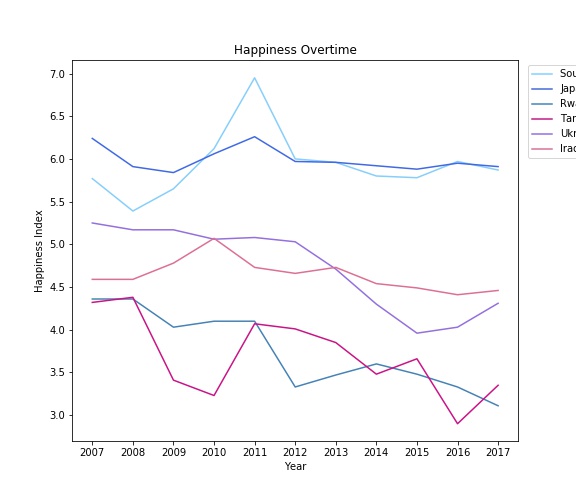 Happiness Overtime
7.0
6.5
6.0
5.5
5.0
4.5
4.0
3.5
3.0
Happiness Index
2007 2008 2009 2010 2011 2012 2013 2014 2015 2016 2017
Year
Sou
Jap
Rwa
Tan
Ukr
Iraq